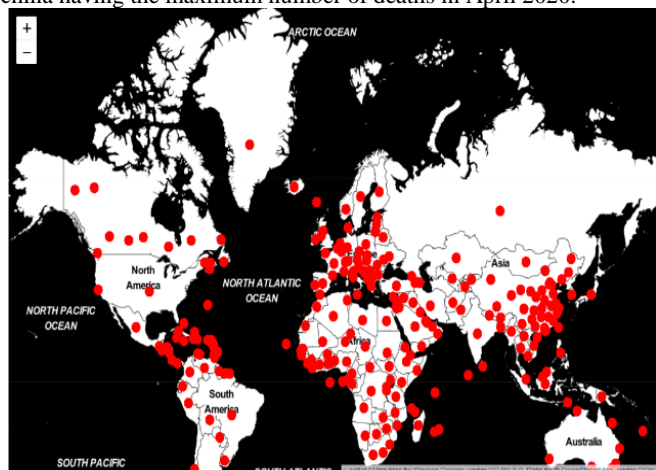 china having the maximum number of deaths in April 2020.
+
−
ARCTIC OCEAN
Asia
North
America
NORTH ATLANTIC
OCEAN
NORTH PACIFIC
OCEAN
Africa
South
America
Australia
SOUTH PACIFIC